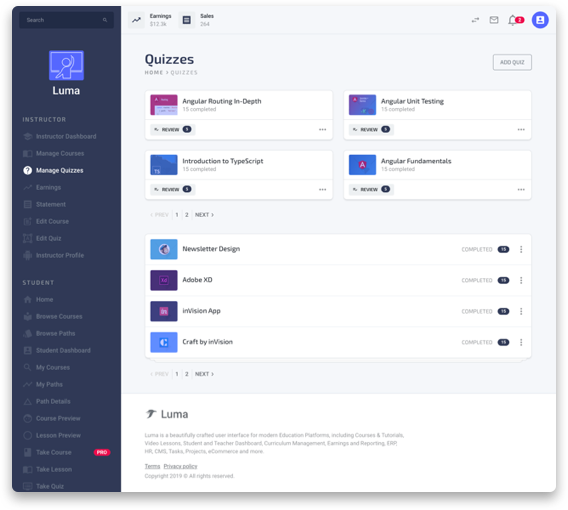 Search
Luma
INSTRUCTOR
Instructor Dashboard
Manage Courses
Manage Quizzes
Earnings
Statement
Edit Course
Edit Quiz
Instructor Profile
STUDENT
Home
Browse Courses
Browse Paths
Student Dashboard
My Courses
My Paths
Path Details
Course Preview
Lesson Preview
Take Course PRO
Take Lesson
Take Quiz
Earnings
$12.3k
Sales
264
2
Quizzes
HOME > QUIZZES
ADD QUIZ
Angular Routing In-Depth
15 completed
REVIEW
Angular Unit Testing
15 completed
REVIEW 5
TS
Introduction to TypeScript
15 completed
REVIEW
A
Angular Fundamentals
15 completed
REVIEW
‹ PREV 1 2 NEXT ›
Newsletter Design COMPLETED 15
Xd
Adobe XD COMPLETED 15
in
inVision App COMPLETED 15
Craft by inVision COMPLETED 15
‹ PREV 1 2 NEXT ›
Luma
Luma is a beautifully crafted user interface for modern Education Platforms, including Courses & Tutorials,
Video Lessons, Student and Teacher Dashboard, Curriculum Management, Earnings and Reporting, ERP,
HR, CMS, Tasks, Projects, eCommerce and more.
Terms Privacy policy
Copyright 2019 © All rights reserved.